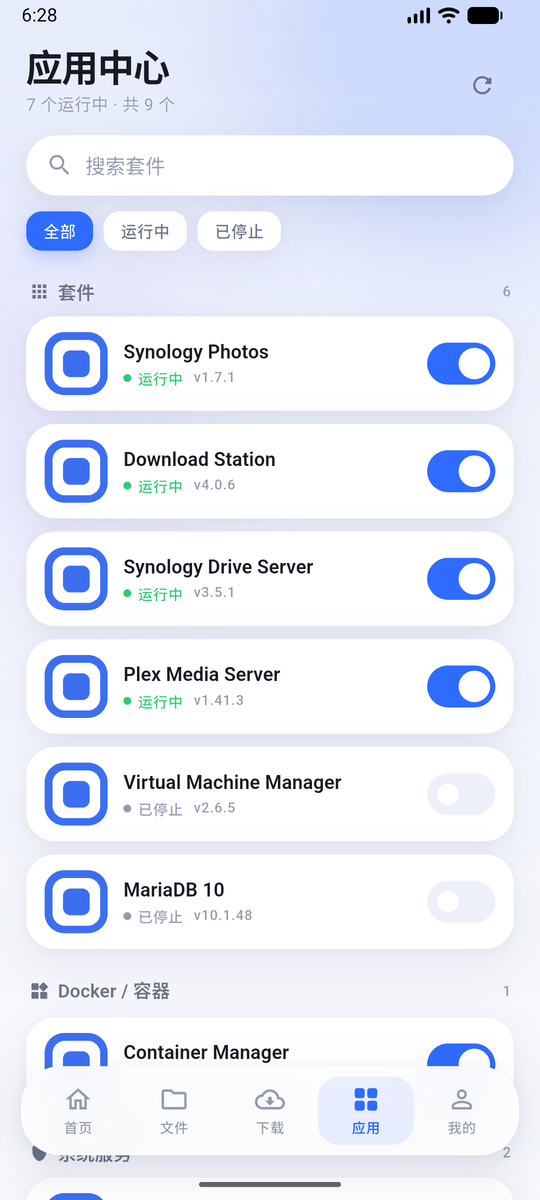 6:28
应用中心
7 个运行中 · 共 9 个
搜索套件
全部 运行中 已停止
套件 6
Synology Photos
运行中 v1.7.1
Download Station
运行中 v4.0.6
Synology Drive Server
运行中 v3.5.1
Plex Media Server
运行中 v1.41.3
Virtual Machine Manager
已停止 v2.6.5
MariaDB 10
已停止 v10.1.48
Docker / 容器 1
Container Manager
首页 文件 下载 应用 我的
系统服务 2